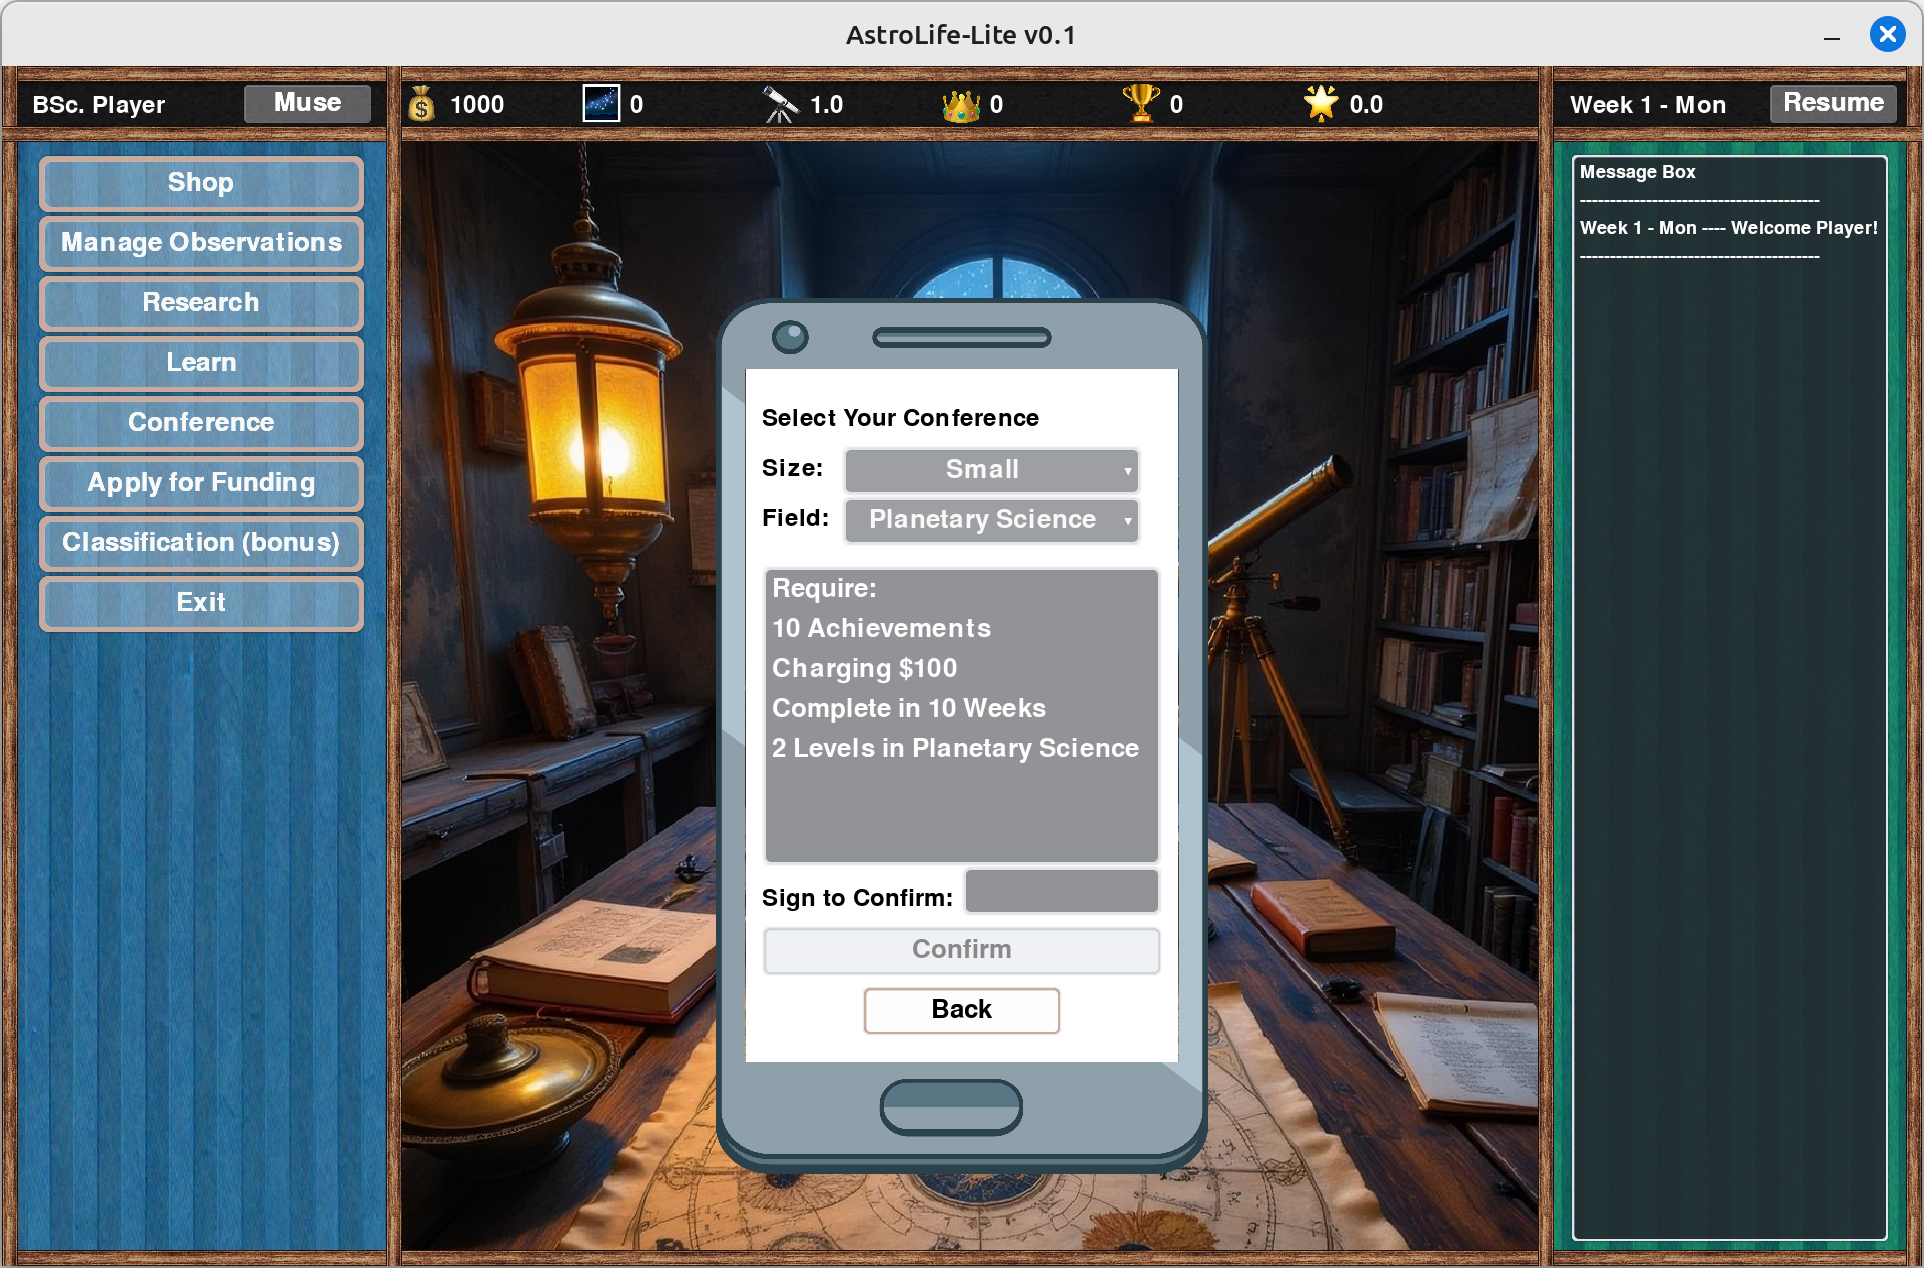 AstroLife-Lite v0.1
BSc. Player
Muse
1000
0
1.0
0
0
0.0
Week 1 - Mon
Resume
Shop
Manage Observations
Research
Learn
Conference
Apply for Funding
Classification (bonus)
Exit
Select Your Conference
Size:
Small
Field:
Planetary Science
Require:
10 Achievements
Charging $100
Complete in 10 Weeks
2 Levels in Planetary Science
Sign to Confirm:
Confirm
Back
Message Box
----------------------------------------
Week 1 - Mon ---- Welcome Player!
----------------------------------------